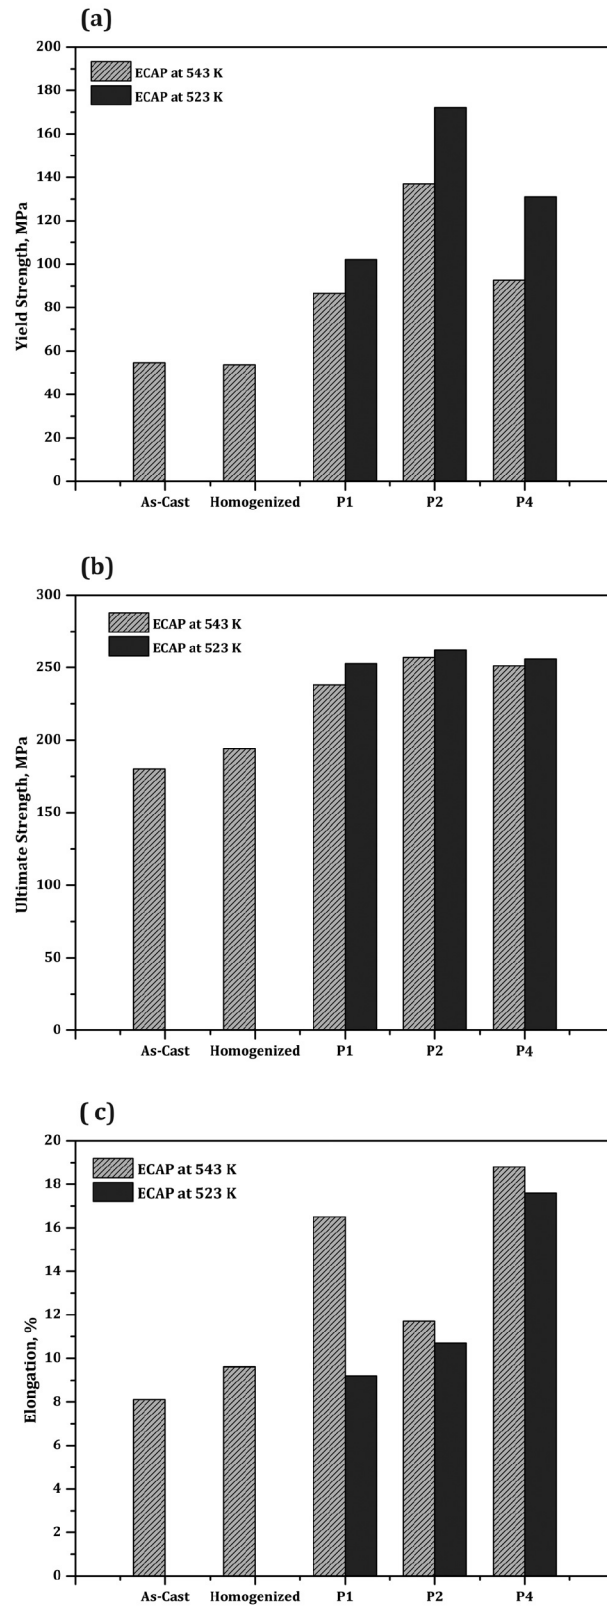 (a)
200
180
160
140
120
100
80
60
40
20
0
Yield Strength, MPa
ECAP at 543 K
ECAP at 523 K
As-Cast Homogenized P1 P2 P4
(b)
300
250
200
150
100
50
0
Ultimate Strength, MPa
ECAP at 543 K
ECAP at 523 K
As-Cast Homogenized P1 P2 P4
( c)
20
18
16
14
12
10
8
6
4
2
0
Elongation, %
ECAP at 543 K
ECAP at 523 K
As-Cast Homogenized P1 P2 P4